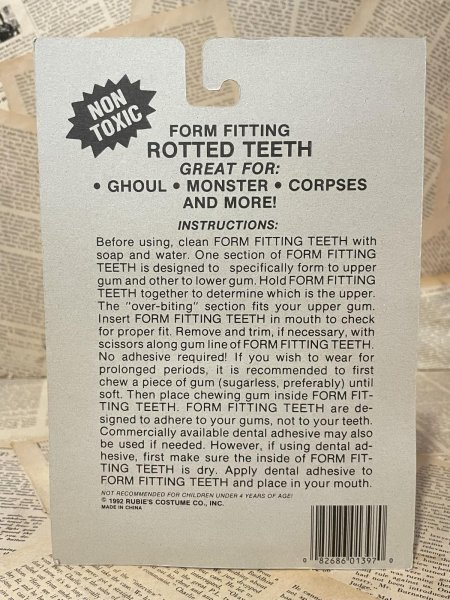 NON
TOXIC
FORM FITTING
ROTTED TEETH
GREAT FOR:
• GHOUL • MONSTER • CORPSES
AND MORE!
INSTRUCTIONS:
Before using, clean FORM FITTING TEETH with
soap and water. One section of FORM FITTING
TEETH is designed to specifically form to upper
gum and other to lower gum. Hold FORM FITTING
TEETH together to determine which is the upper.
The "over-biting" section fits your upper gum.
Insert FORM FITTING TEETH in mouth to check
for proper fit. Remove and trim, if necessary, with
scissors along gum line of FORM FITTING TEETH.
No adhesive required! If you wish to wear for
prolonged periods, it is recommended to first
chew a piece of gum (sugarless, preferably) until
soft. Then place chewing gum inside FORM FIT-
TING TEETH. FORM FITTING TEETH are de-
signed to adhere to your gums, not to your teeth.
Commercially available dental adhesive may also
be used if needed. However, if using dental ad-
hesive, first make sure the inside of FORM FIT-
TING TEETH is dry. Apply dental adhesive to
FORM FITTING TEETH and place in your mouth.
NOT RECOMMENDED FOR CHILDREN UNDER 4 YEARS OF AGE!
© 1992 RUBIE'S COSTUME CO., INC.
MADE IN CHINA
0 82686 01397 0